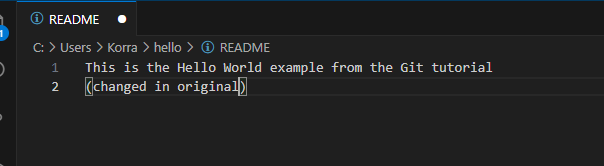 README
C: > Users > Korra > hello > README
1 This is the Hello World example from the Git tutorial
2 (changed in original)
1